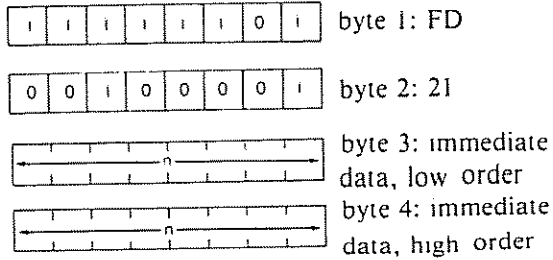 1 1 1 1 1 1 0 1 byte 1: FD
0 0 1 0 0 0 0 1 byte 2: 21
n
byte 3: immediate
data, low order
n
byte 4: immediate
data, high order